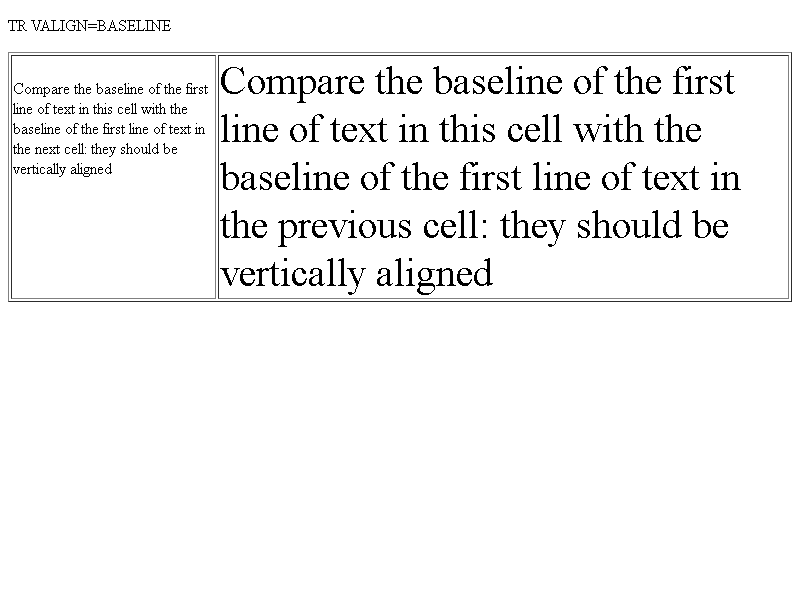 TR VALIGN=BASELINE
Compare the baseline of the first
line of text in this cell with the
baseline of the first line of text in
the next cell: they should be
vertically aligned
Compare the baseline of the first
line of text in this cell with the
baseline of the first line of text in
the previous cell: they should be
vertically aligned